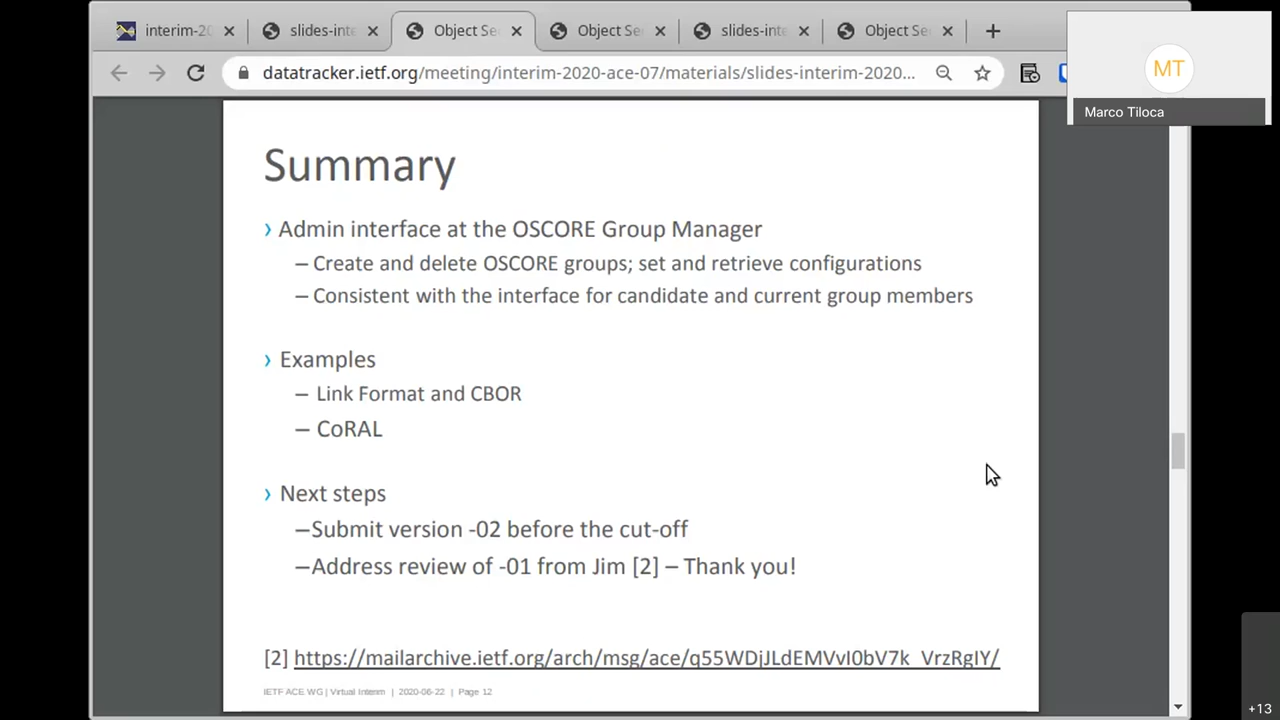 interim-20
slides-inte
Object Se
Object Se
slides-inte
Object Se
datatracker.ietf.org/meeting/interim-2020-ace-07/materials/slides-interim-2020...
MT
Marco Tiloca
Summary
› Admin interface at the OSCORE Group Manager
– Create and delete OSCORE groups; set and retrieve configurations
– Consistent with the interface for candidate and current group members
› Examples
– Link Format and CBOR
– CoRAL
› Next steps
–Submit version -02 before the cut-off
–Address review of -01 from Jim [2] – Thank you!
[2] https://mailarchive.ietf.org/arch/msg/ace/q55WDjJLdEMVvI0bV7k_VrzRgIY/
IETF ACE WG | Virtual Interim | 2020-06-22 | Page 12
+13